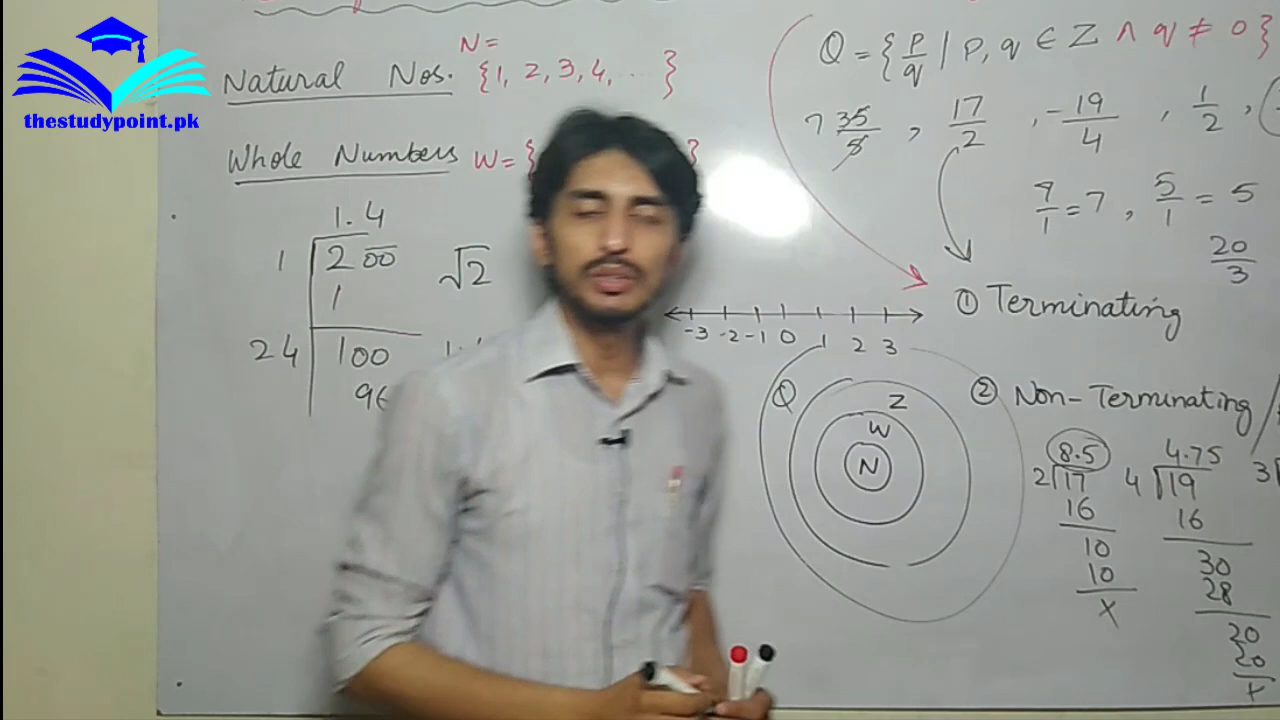 thestudypoint.pk
N=
Natural Nos. {1, 2, 3, 4, ... }
Whole Numbers W={ }
1.4
1 2 00 √2
1
24 100
96
Q={p/q | p, q ∈ Z ∧ q ≠ 0}
7 35/5 , 17/2 , -19/4 , 1/2 ,
7/1=7 , 5/1 = 5
20/3
① Terminating
-3 -2 -1 0 1 2 3
Q Z
W
N
② Non-Terminating/
8.5 4.75
2 17 4 19 3
16 16
10 30
10 28
x 20
20
x